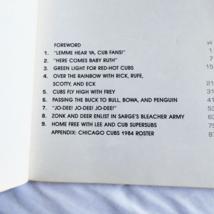 FOREWORD
1. "LEMME HEAR YA, CUB FANS!"
2. "HERE COMES BABY RUTH"
3. GREEN LIGHT FOR RED-HOT CUBS 15
4. OVER THE RAINBOW WITH RICK, RUFE,
SCOTTY, AND ECK
5. CUBS FLY HIGH WITH FREY
6. PASSING THE BUCK TO BULL, BOWA, AND PENGUIN
7. "JO-DEE! JO-DEE! JO-DEE!"
8. ZONK AND DEER ENLIST IN SARGE'S BLEACHER ARMY
9. HOME FREE WITH LEE AND CUB SUPERSUBS
APPENDIX: CHICAGO CUBS 1984 ROSTER